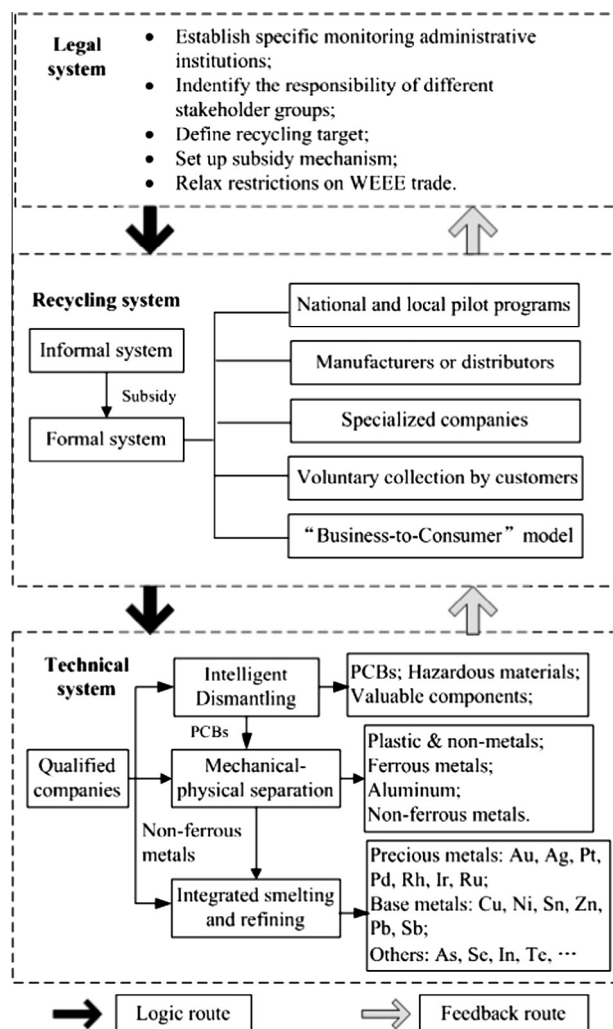 Legal
system
• Establish specific monitoring administrative
institutions;
• Indentify the responsibility of different
stakeholder groups;
• Define recycling target;
• Set up subsidy mechanism;
• Relax restrictions on WEEE trade.
Recycling system
Informal system
Subsidy
Formal system
National and local pilot programs
Manufacturers or distributors
Specialized companies
Voluntary collection by customers
“Business-to-Consumer” model
Technical
system
Qualified
companies
Intelligent
Dismantling
PCBs; Hazardous materials;
Valuable components;
PCBs
Mechanical-
physical separation
Plastic & non-metals;
Ferrous metals;
Aluminum;
Non-ferrous metals.
Non-ferrous
metals
Integrated smelting
and refining
Precious metals: Au, Ag, Pt,
Pd, Rh, Ir, Ru;
Base metals: Cu, Ni, Sn, Zn,
Pb, Sb;
Others: As, Se, In, Te, ···
Logic route
Feedback route